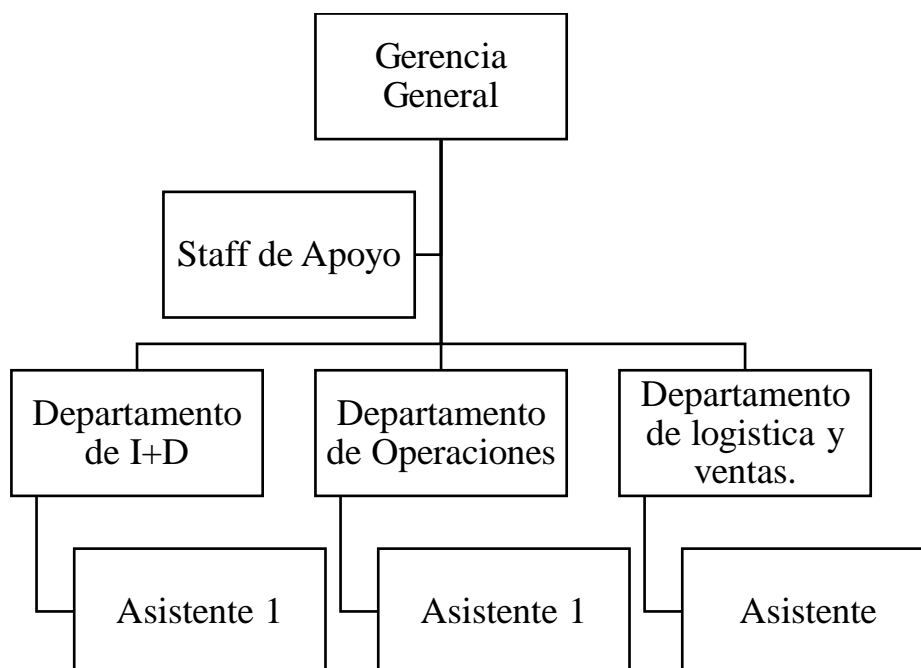 Gerencia
General
Staff de Apoyo
Departamento
de I+D
Departamento
de Operaciones
Departamento
de logistica y
ventas.
Asistente 1
Asistente 1
Asistente